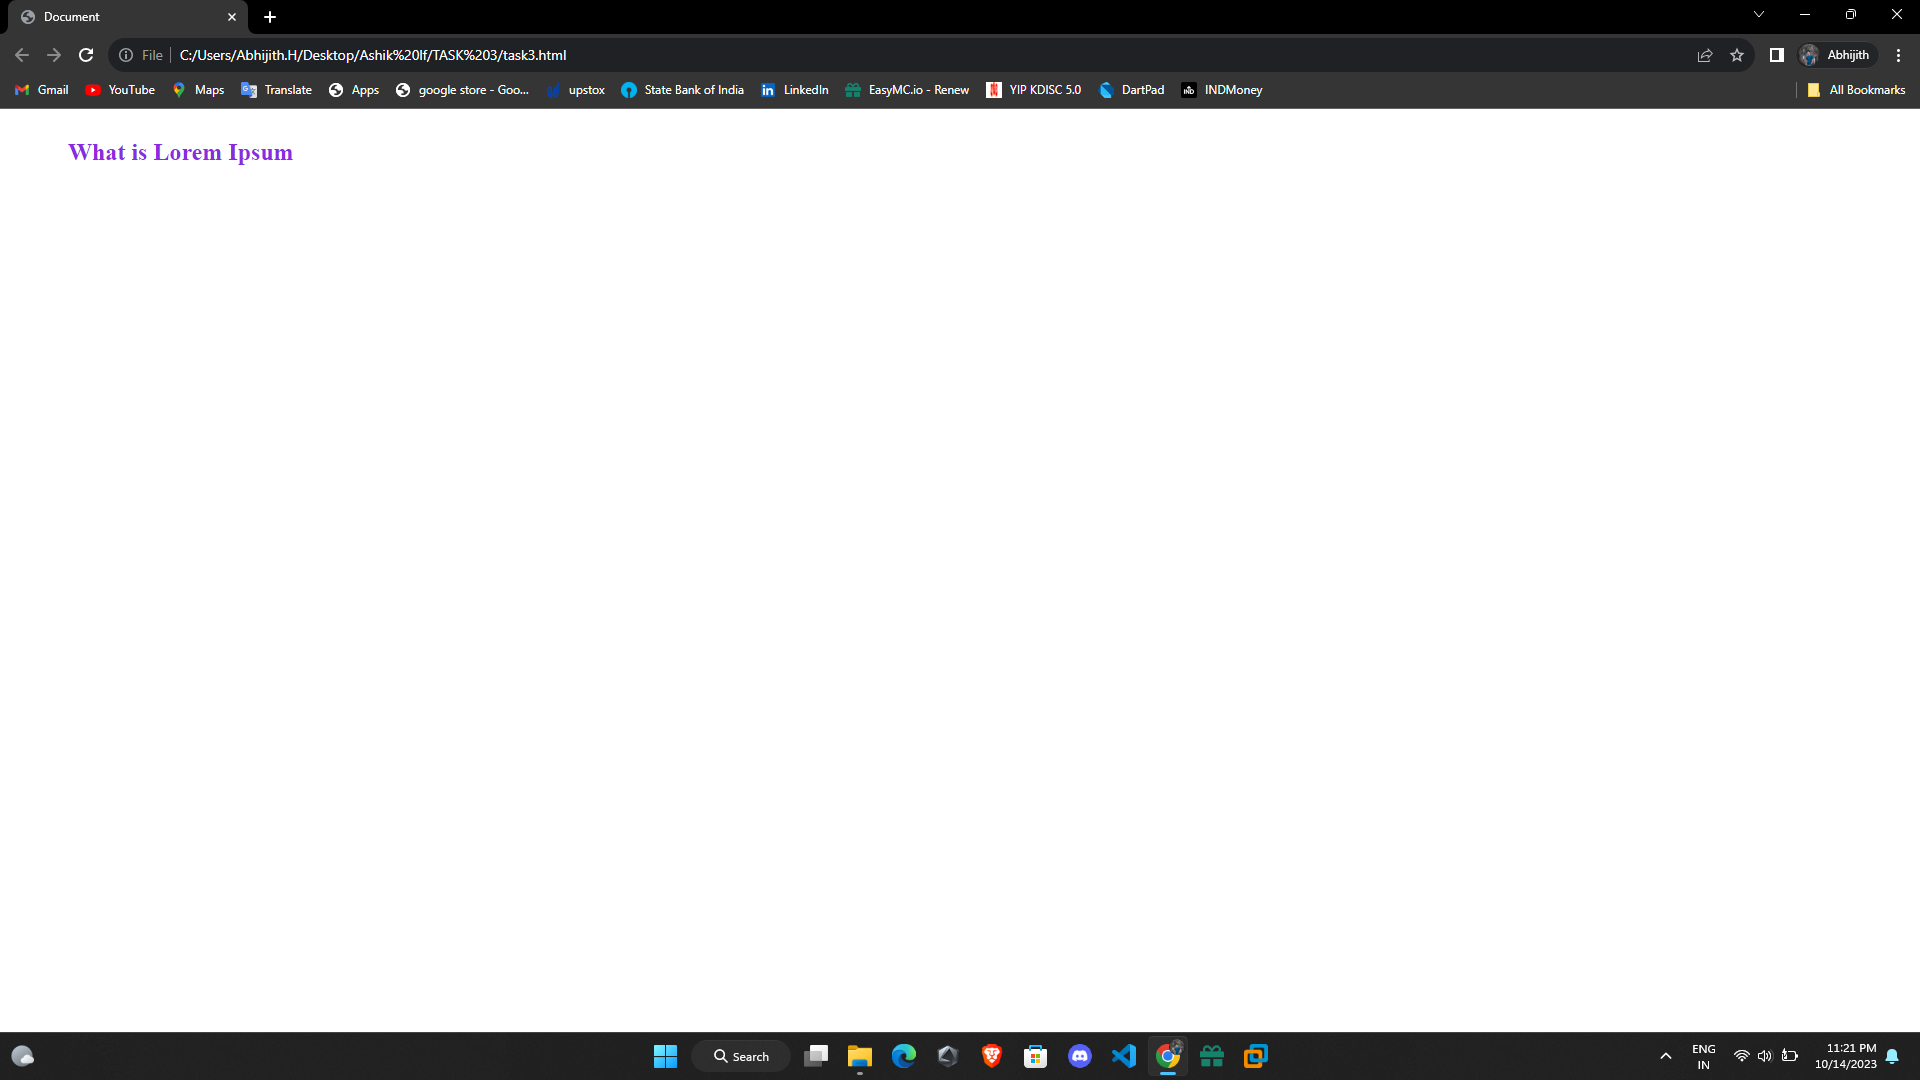 Document
File
C:/Users/Abhijith.H/Desktop/Ashik%20lf/TASK%203/task3.html
Abhijith
Gmail YouTube Maps Translate Apps google store - Goo... upstox State Bank of India LinkedIn EasyMC.io - Renew YIP KDISC 5.0 DartPad INDMoney All Bookmarks
What is Lorem Ipsum
Search
ENG
IN
11:21 PM
10/14/2023